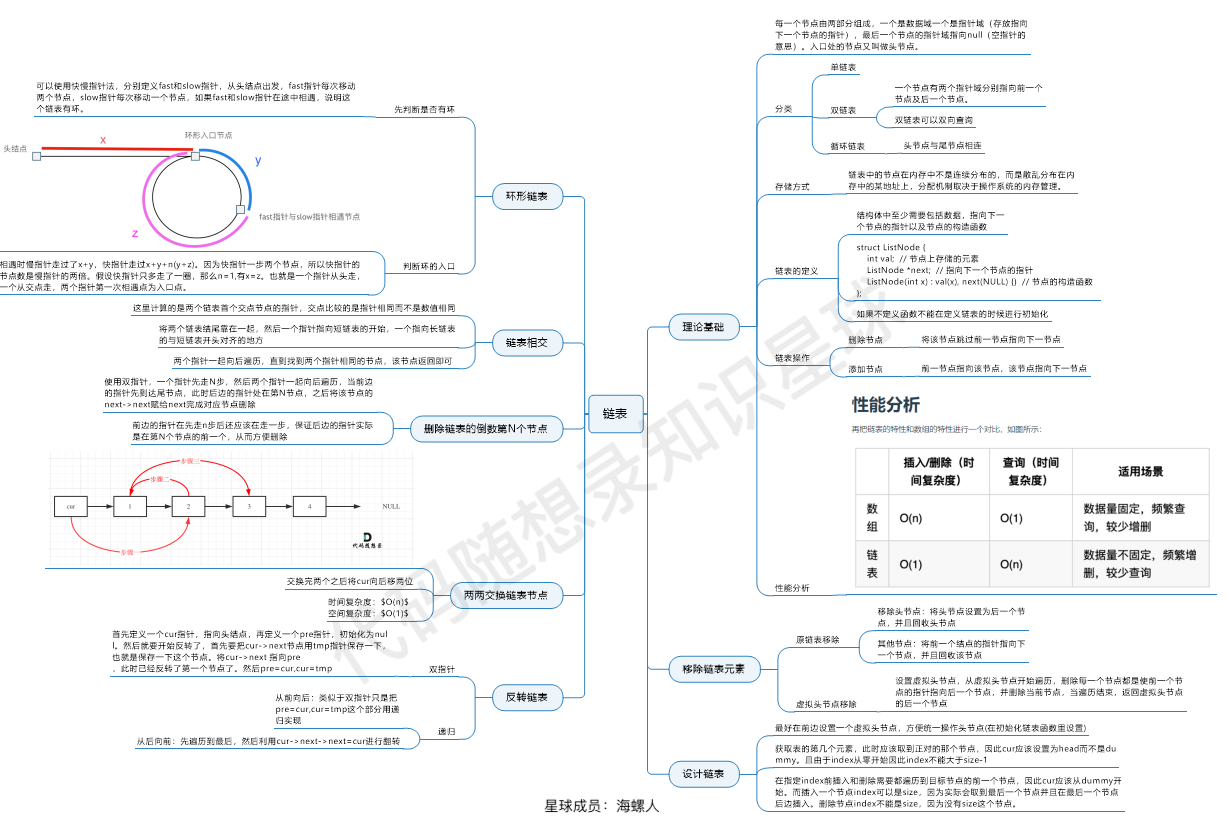 每一个节点由两部分组成，一个是数据域一个是指针域（存放指向
下一个节点的指针），最后一个节点的指针域指向null（空指针的
意思）。入口处的节点又叫做头节点。
分类
单链表
双链表
一个节点有两个指针域分别指向前一个
节点及后一个节点。
双链表可以双向查询
循环链表
头节点与尾节点相连
存储方式
链表中的节点在内存中不是连续分布的，而是散乱分布在内
存中的某地址上，分配机制取决于操作系统的内存管理。
链表的定义
结构体中至少需要包括数据，指向下一
个节点的指针以及节点的构造函数
struct ListNode {
int val; // 节点上存储的元素
ListNode *next; // 指向下一个节点的指针
ListNode(int x) : val(x), next(NULL) {} // 节点的构造函数
};
如果不定义函数不能在定义链表的时候进行初始化
理论基础
链表操作
删除节点
将该节点跳过前一节点指向下一节点
添加节点
前一节点指向该节点，该节点指向下一节点
性能分析
再把链表的特性和数组的特性进行一个对比，如图所示：
插入/删除（时
间复杂度）
查询（时间
复杂度）
适用场景
数
组
O(n)
O(1)
数据量固定，频繁查
询，较少增删
链
表
O(1)
O(n)
数据量不固定，频繁增
删，较少查询
性能分析
链表
移除链表元素
原链表移除
移除头节点：将头节点设置为后一个节
点，并且回收头节点
其他节点：将前一个结点的指针指向下
一个节点，并且回收该节点
虚拟头节点移除
设置虚拟头节点，从虚拟头节点开始遍历，删除每一个节点都是使前一个节
点的指针指向后一个节点，并删除当前节点，当遍历结束，返回虚拟头节点
的后一个节点
设计链表
最好在前边设置一个虚拟头节点，方便统一操作头节点(在初始化链表函数里设置)
获取表的第几个元素，此时应该取到正对的那个节点，因此cur应该设置为head而不是du
mmy。且由于index从零开始因此index不能大于size-1
在指定index前插入和删除需要都遍历到目标节点的前一个节点，因此cur应该从dummy开
始。而插入一个节点index可以是size，因为实际会取到最后一个节点并且在最后一个节点
后边插入。删除节点index不能是size，因为没有size这个节点。
环形链表
先判断是否有环
可以使用快慢指针法，分别定义fast和slow指针，从头结点出发，fast指针每次移动
两个节点，slow指针每次移动一个节点，如果fast和slow指针在途中相遇，说明这
个链表有环。
头结点
x
环形入口节点
y
fast指针与slow指针相遇节点
z
判断环的入口
相遇时慢指针走过了x+y，快指针走过x+y+n(y+z)。因为快指针一步两个节点，所以快指针的
节点数是慢指针的两倍。假设快指针只多走了一圈，那么n=1,有x=z。也就是一个指针从头走，
一个从交点走，两个指针第一次相遇点为入口点。
链表相交
这里计算的是两个链表首个交点节点的指针，交点比较的是指针相同而不是数值相同
将两个链表结尾靠在一起，然后一个指针指向短链表的开始，一个指向长链表
的与短链表开头对齐的地方
两个指针一起向后遍历，直到找到两个指针相同的节点，该节点返回即可
删除链表的倒数第N个节点
使用双指针，一个指针先走N步，然后两个指针一起向后遍历，当前边
的指针先到达尾节点，此时后边的指针处在第N节点，之后将该节点的
next->next赋给next完成对应节点删除
前边的指针在先走n步后还应该在走一步，保证后边的指针实际
是在第N个节点的前一个，从而方便删除
步骤三
步骤二
cur
1
2
3
4
NULL
步骤一
代码随想录
两两交换链表节点
交换完两个之后将cur向后移两位
时间复杂度：$O(n)$
空间复杂度：$O(1)$
反转链表
双指针
首先定义一个cur指针，指向头结点，再定义一个pre指针，初始化为nul
l。然后就要开始反转了，首先要把cur->next节点用tmp指针保存一下，
也就是保存一下这个节点。将cur->next 指向pre
，此时已经反转了第一个节点了。然后pre=cur,cur=tmp
递归
从前向后：类似于双指针只是把
pre=cur,cur=tmp这个部分用递
归实现
从后向前：先遍历到最后，然后利用cur->next->next=cur进行翻转
代码随想录知识星球
星球成员：海螺人